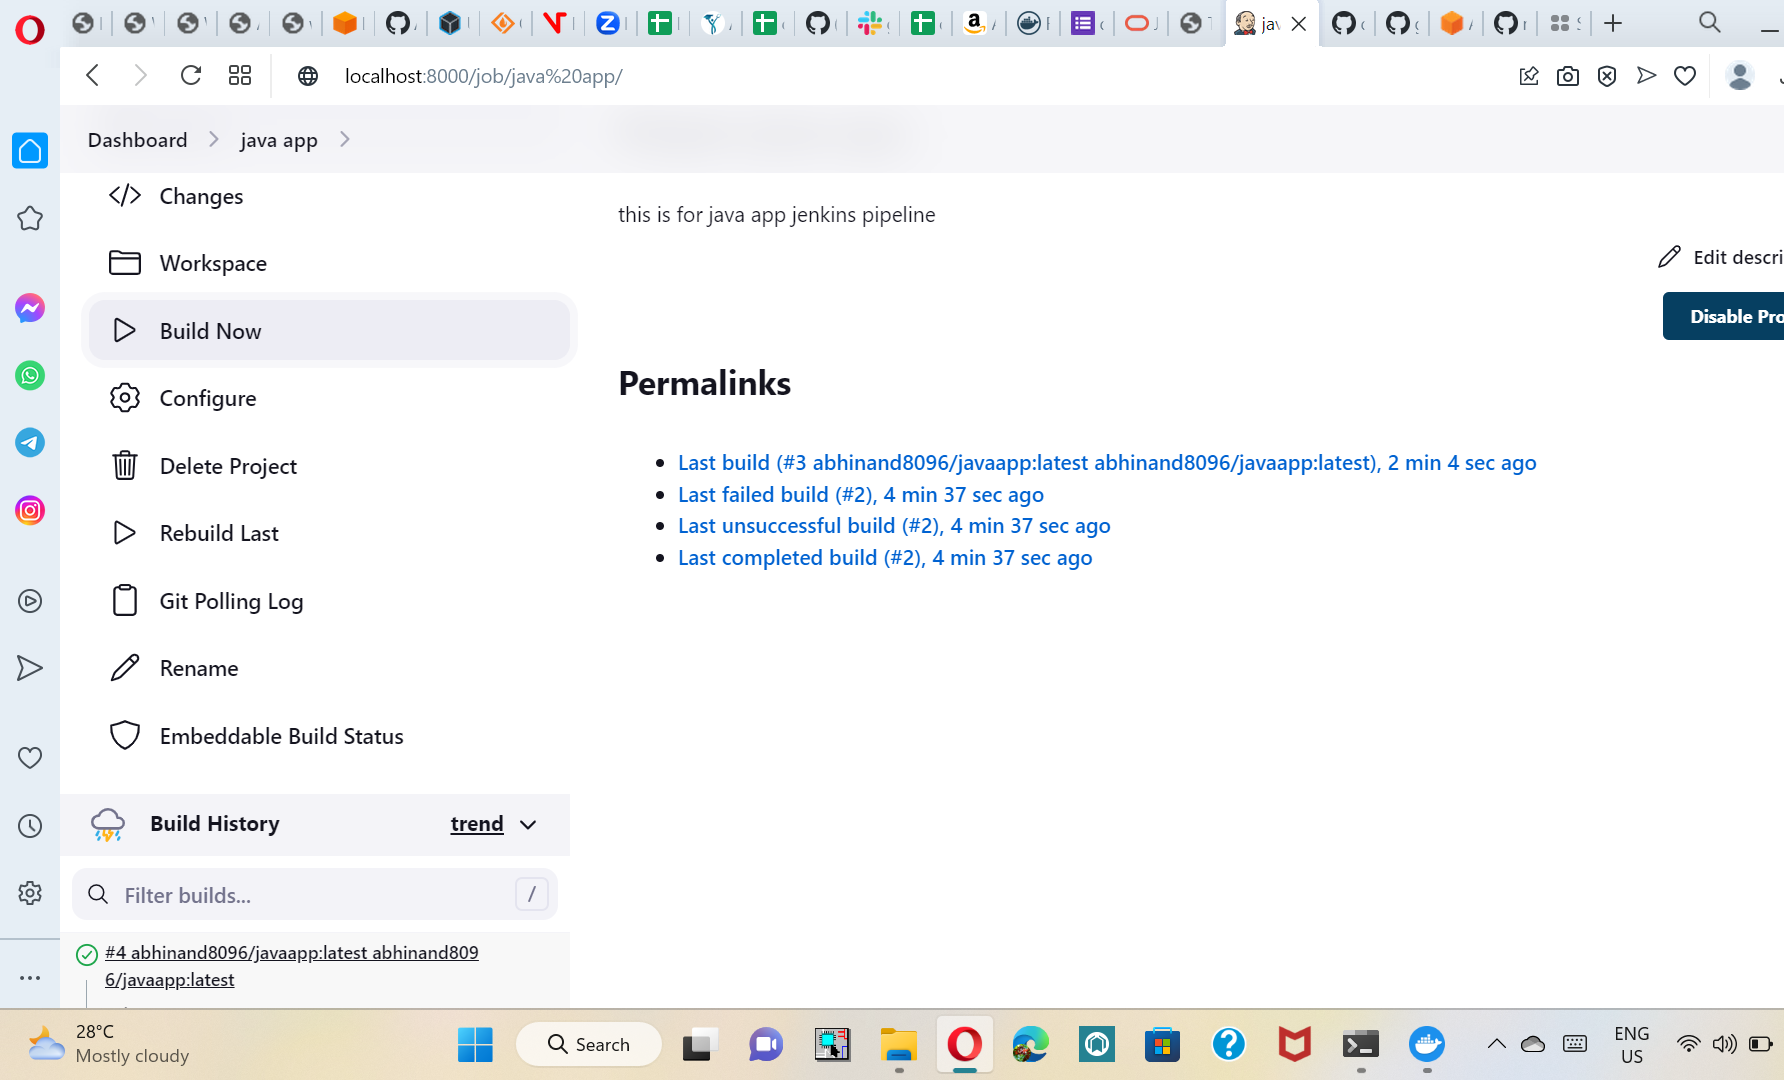 localhost:8000/job/java%20app/
Dashboard
java app
Changes
Workspace
Build Now
Configure
Delete Project
Rebuild Last
Git Polling Log
Rename
Embeddable Build Status
Build History
trend
Filter builds...
/
#4 abhinand8096/javaapp:latest abhinand809
6/javaapp:latest
this is for java app jenkins pipeline
Edit descri
Disable Pro
Permalinks
Last build (#3 abhinand8096/javaapp:latest abhinand8096/javaapp:latest), 2 min 4 sec ago
Last failed build (#2), 4 min 37 sec ago
Last unsuccessful build (#2), 4 min 37 sec ago
Last completed build (#2), 4 min 37 sec ago
28°C
Mostly cloudy
Search
ENG
US